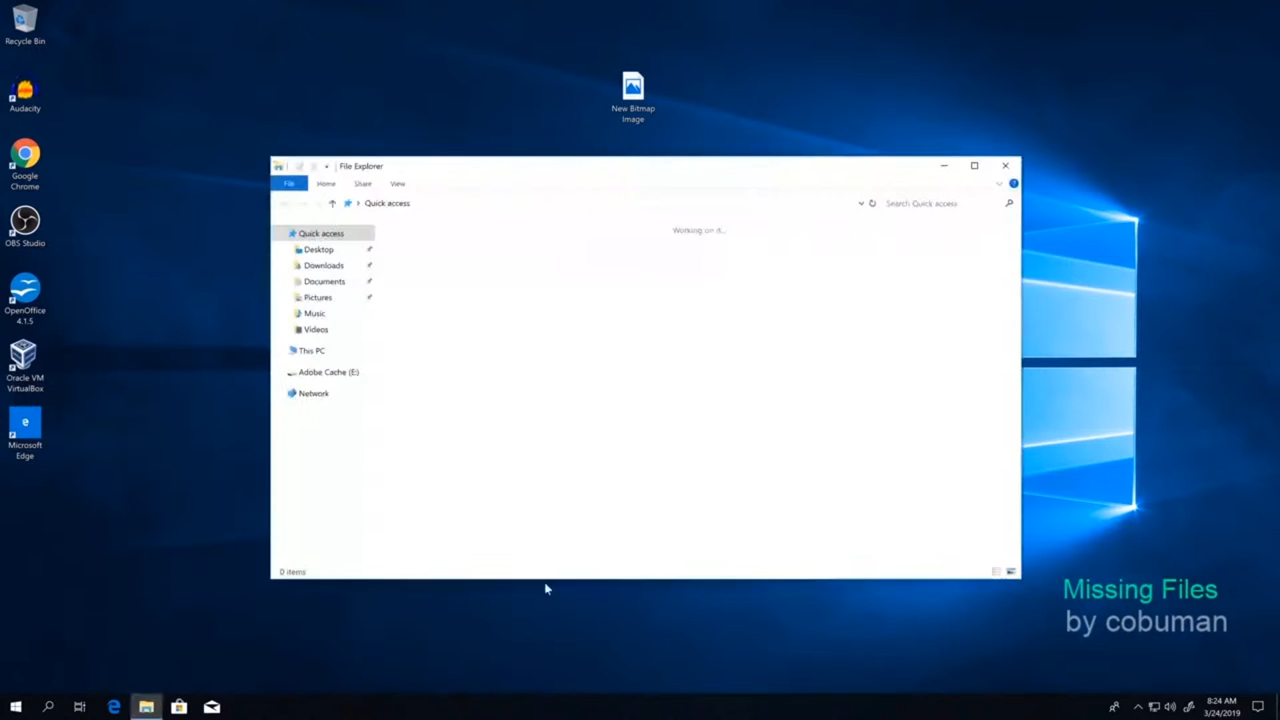 Recycle Bin
Audacity
Google
Chrome
OBS Studio
OpenOffice
4.1.5
Oracle VM
VirtualBox
Microsoft
Edge
New Bitmap
Image
File Explorer
File Home Share View
Quick access
Search Quick access
Working on it...
Quick access
Desktop
Downloads
Documents
Pictures
Music
Videos
This PC
Adobe Cache (E:)
Network
0 items
Missing Files
by cobuman
8:24 AM
3/24/2019